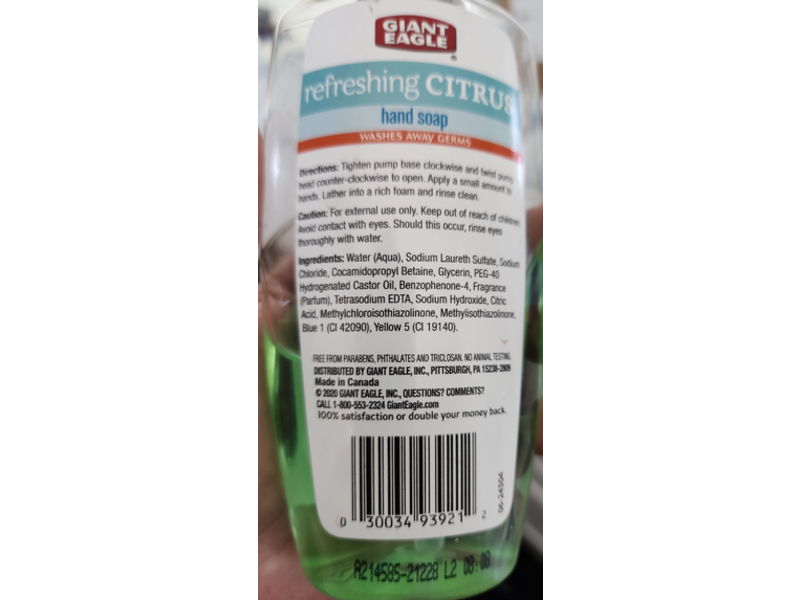 GIANT
EAGLE
refreshing CITRUS
hand soap
WASHES AWAY GERMS
Directions: Tighten pump base clockwise and twist pump
head counter-clockwise to open. Apply a small amount to
hands. Lather into a rich foam and rinse clean.
Caution: For external use only. Keep out of reach of children.
Avoid contact with eyes. Should this occur, rinse eyes
thoroughly with water.
Ingredients: Water (Aqua), Sodium Laureth Sulfate, Sodium
Chloride, Cocamidopropyl Betaine, Glycerin, PEG-40
Hydrogenated Castor Oil, Benzophenone-4, Fragrance
(Parfum), Tetrasodium EDTA, Sodium Hydroxide, Citric
Acid, Methylchloroisothiazolinone, Methylisothiazolinone,
Blue 1 (CI 42090), Yellow 5 (CI 19140).
FREE FROM PARABENS, PHTHALATES AND TRICLOSAN. NO ANIMAL TESTING.
DISTRIBUTED BY GIANT EAGLE, INC., PITTSBURGH, PA 15238-2809
Made in Canada
© 2020 GIANT EAGLE, INC., QUESTIONS? COMMENTS?
CALL 1-800-553-2324 GiantEagle.com
100% satisfaction or double your money back.
0 30034 93921 2
06-24504
A214585-21228 L2 08:08